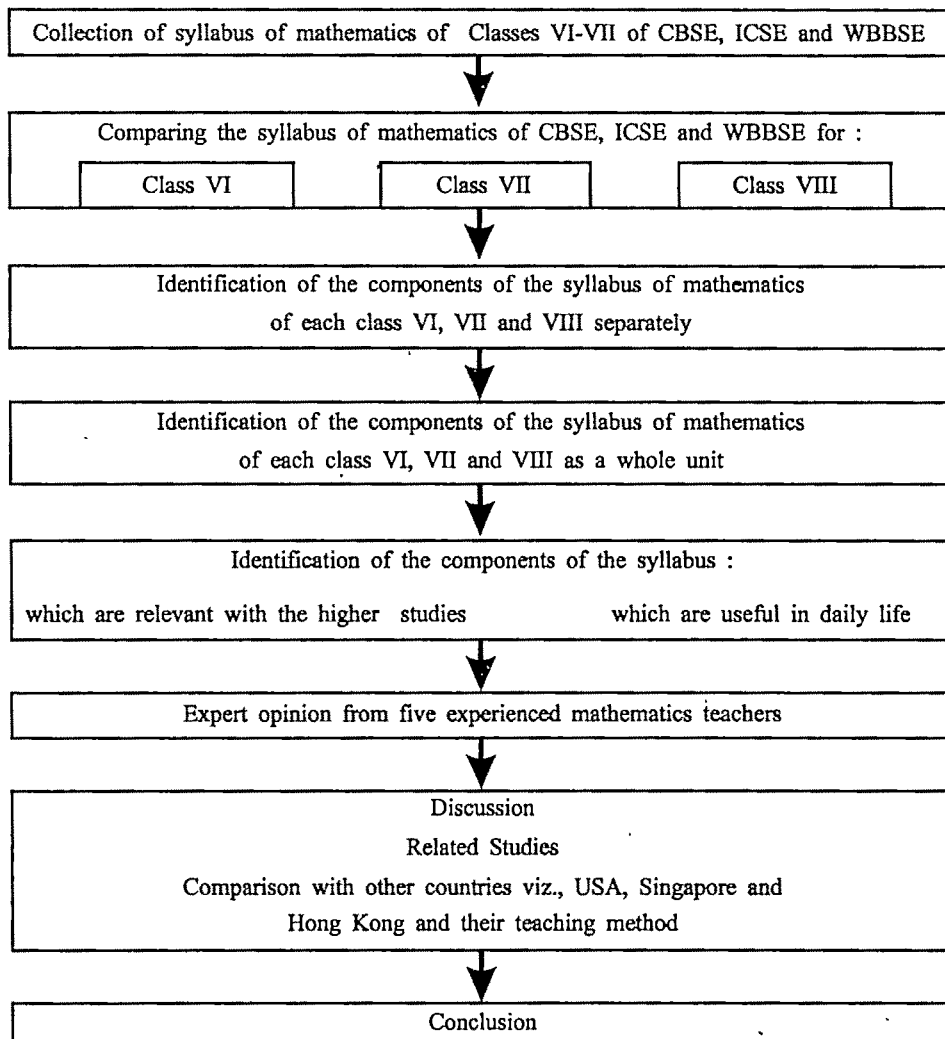 Collection of syllabus of mathematics of Classes VI-VII of CBSE, ICSE and WBBSE
Comparing the syllabus of mathematics of CBSE, ICSE and WBBSE for :
Class VI
Class VII
Class VIII
Identification of the components of the syllabus of mathematics
of each class VI, VII and VIII separately
Identification of the components of the syllabus of mathematics
of each class VI, VII and VIII as a whole unit
Identification of the components of the syllabus :
which are relevant with the higher studies
which are useful in daily life
Expert opinion from five experienced mathematics teachers
Discussion
Related Studies
Comparison with other countries viz., USA, Singapore and
Hong Kong and their teaching method
Conclusion